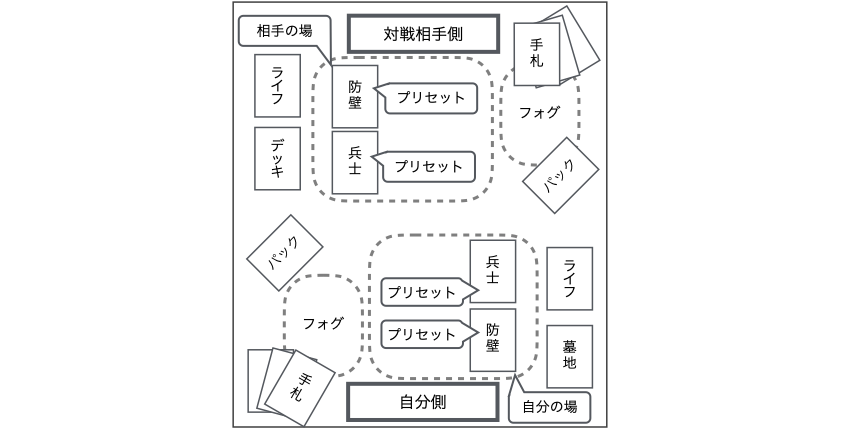 相手の場
対戦相手側
手札
ライフ
防壁
プリセット
フォグ
デッキ
兵士
プリセット
パック
パック
兵士
プリセット
ライフ
フォグ
プリセット
防壁
墓地
手札
自分側
自分の場